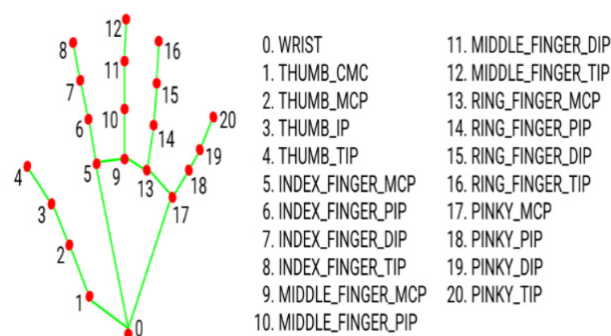 12
8
16
11
7
15
10
20
6
14
19
5
9
13
18
4
17
3
2
1
0
0. WRIST
1. THUMB_CMC
2. THUMB_MCP
3. THUMB_IP
4. THUMB_TIP
5. INDEX_FINGER_MCP
6. INDEX_FINGER_PIP
7. INDEX_FINGER_DIP
8. INDEX_FINGER_TIP
9. MIDDLE_FINGER_MCP
10. MIDDLE_FINGER_PIP
11. MIDDLE_FINGER_DIP
12. MIDDLE_FINGER_TIP
13. RING_FINGER_MCP
14. RING_FINGER_PIP
15. RING_FINGER_DIP
16. RING_FINGER_TIP
17. PINKY_MCP
18. PINKY_PIP
19. PINKY_DIP
20. PINKY_TIP